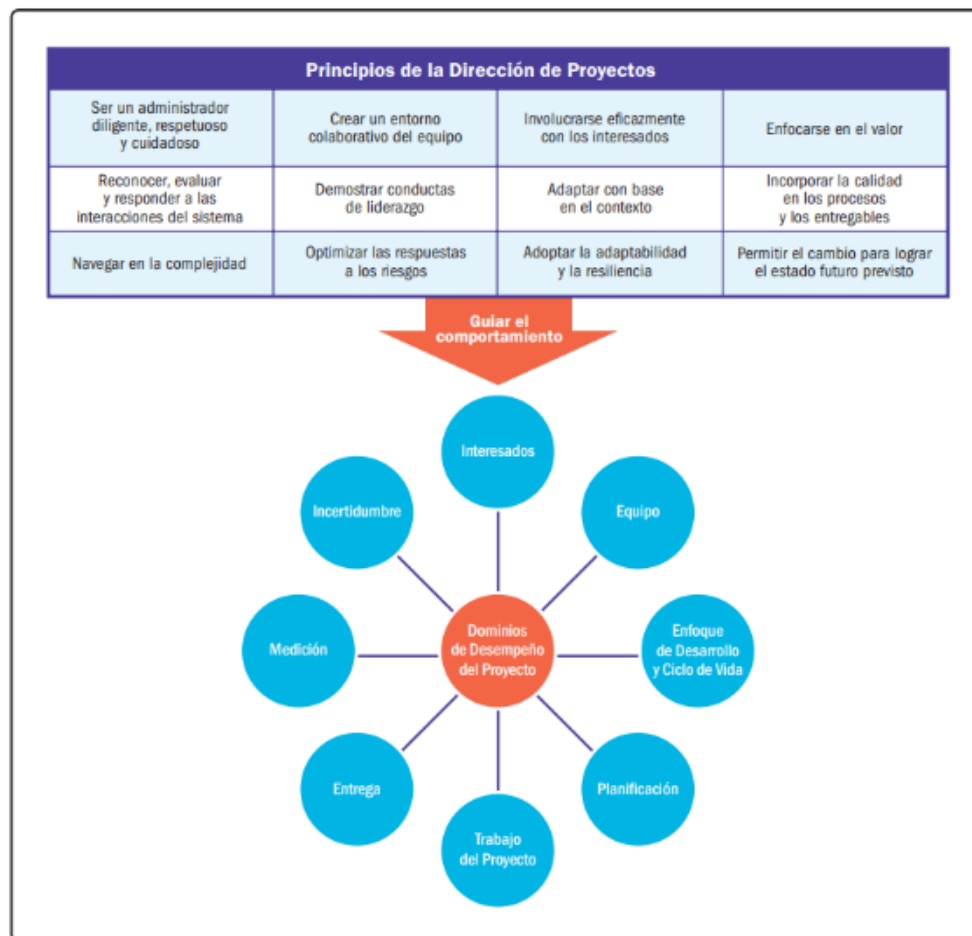 Principios de la Dirección de Proyectos
Ser un administrador
diligente, respetuoso
y cuidadoso
Crear un entorno
colaborativo del equipo
Involucrarse eficazmente
con los interesados
Enfocarse en el valor
Reconocer, evaluar
y responder a las
interacciones del sistema
Demostrar conductas
de liderazgo
Adaptar con base
en el contexto
Incorporar la calidad
en los procesos
y los entregables
Navegar en la complejidad
Optimizar las respuestas
a los riesgos
Adoptar la adaptabilidad
y la resiliencia
Permitir el cambio para lograr
el estado futuro previsto
Guiar el
comportamiento
Interesados
Incertidumbre
Equipo
Medición
Dominios
de Desempeño
del Proyecto
Enfoque
de Desarrollo
y Ciclo de Vida
Entrega
Planificación
Trabajo
del Proyecto